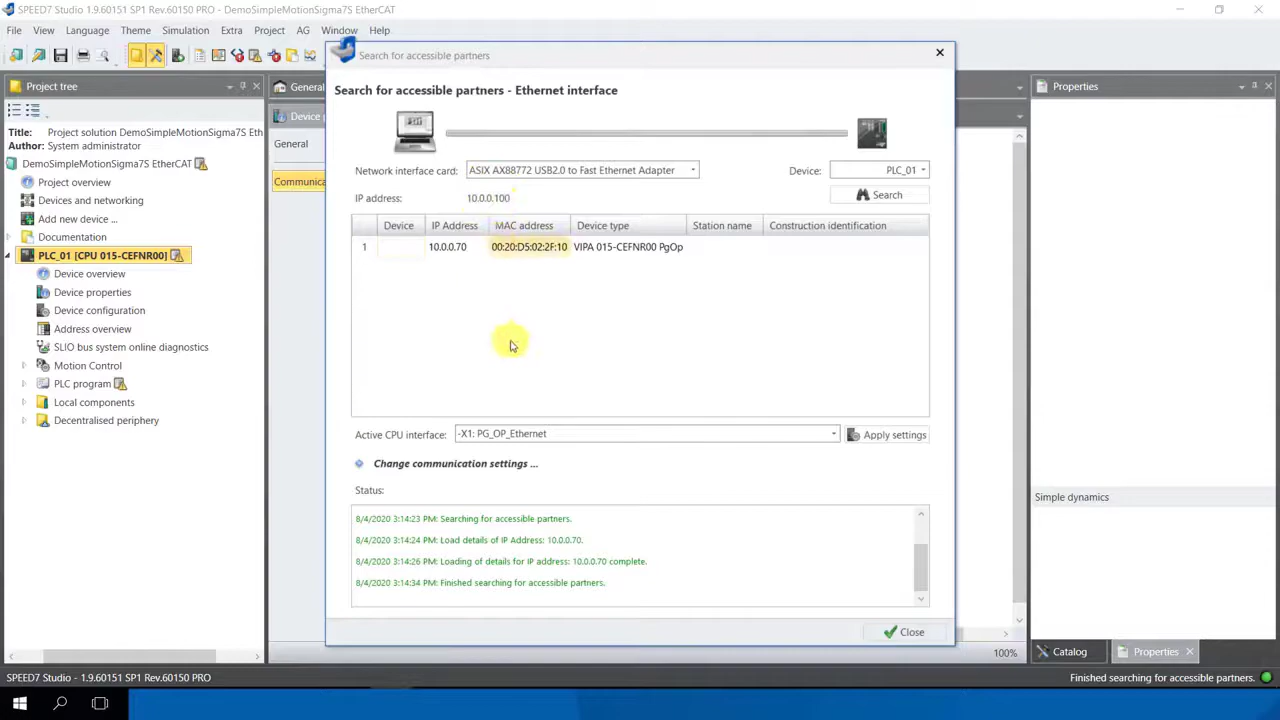 SPEED7 Studio 1.9.60151 SP1 Rev.60150 PRO - DemoSimpleMotionSigma7S EtherCAT
File View Language Theme Simulation Extra Project AG Window Help
Project tree
Title: Project solution DemoSimpleMotionSigma7S Eth
Author: System administrator
DemoSimpleMotionSigma7S EtherCAT
Project overview
Devices and networking
Add new device ...
Documentation
PLC_01 [CPU 015-CEFNR00]
Device overview
Device properties
Device configuration
Address overview
SLIO bus system online diagnostics
Motion Control
PLC program
Local components
Decentralised periphery
General
Device p
General
Communica
Search for accessible partners
Search for accessible partners - Ethernet interface
Network interface card: ASIX AX88772 USB2.0 to Fast Ethernet Adapter Device: PLC_01
IP address: 10.0.0.100 Search
Device IP Address MAC address Device type Station name Construction identification
1 10.0.0.70 00:20:D5:02:2F:10 VIPA 015-CEFNR00 PgOp
Active CPU interface: -X1: PG_OP_Ethernet Apply settings
Change communication settings ...
Status:
8/4/2020 3:14:23 PM: Searching for accessible partners.
8/4/2020 3:14:24 PM: Load details of IP Address: 10.0.0.70.
8/4/2020 3:14:26 PM: Loading of details for IP address: 10.0.0.70 complete.
8/4/2020 3:14:34 PM: Finished searching for accessible partners.
Close
Properties
Simple dynamics
100%
Catalog Properties
SPEED7 Studio - 1.9.60151 SP1 Rev.60150 PRO Finished searching for accessible partners.